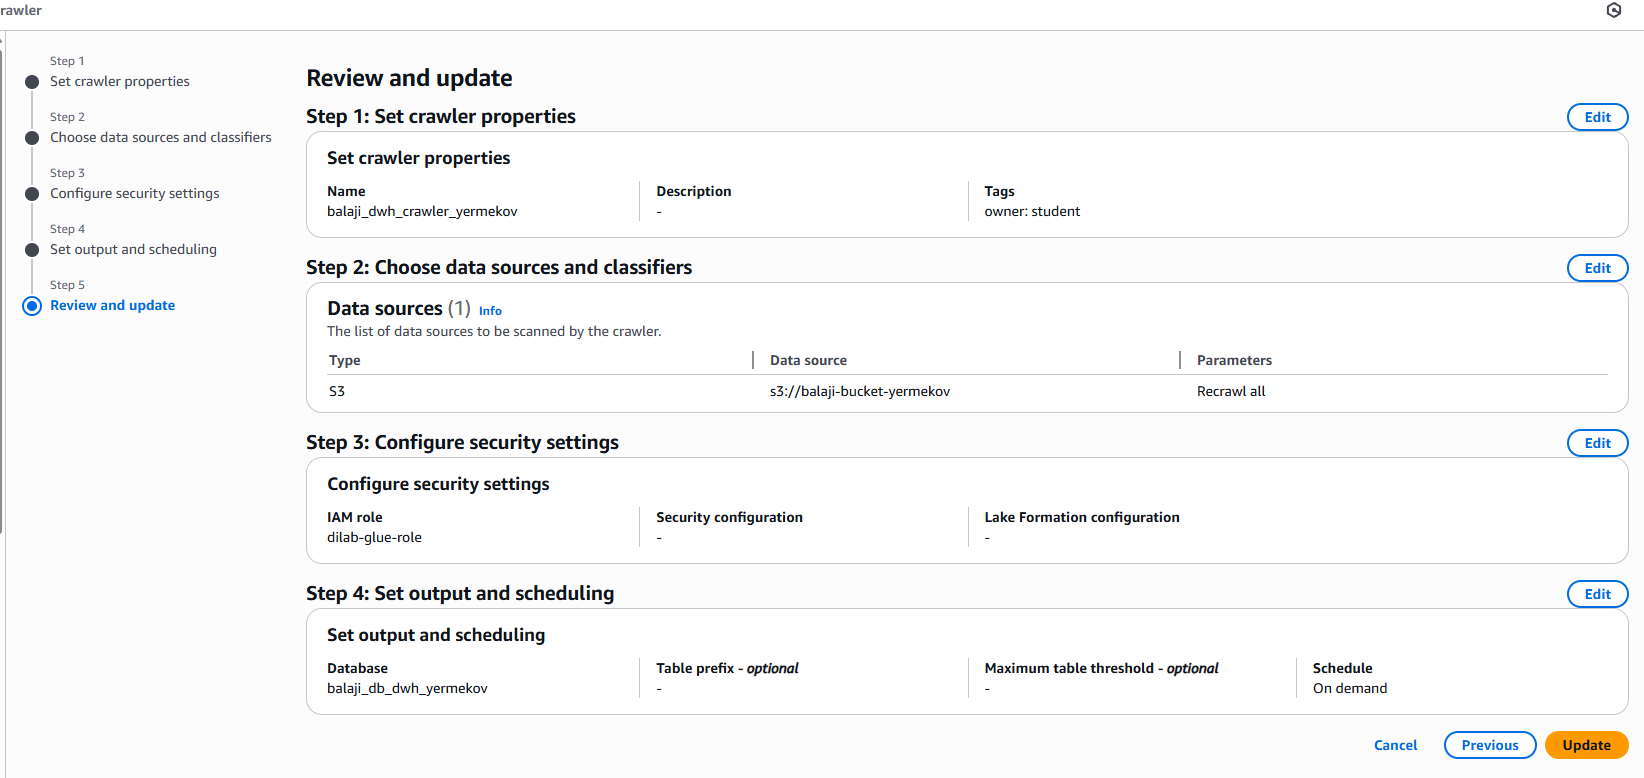 rawler
Step 1
Set crawler properties
Step 2
Choose data sources and classifiers
Step 3
Configure security settings
Step 4
Set output and scheduling
Step 5
Review and update
Review and update
Step 1: Set crawler properties
Edit
Set crawler properties
Name
balaji_dwh_crawler_yermekov
Description
-
Tags
owner: student
Step 2: Choose data sources and classifiers
Edit
Data sources (1) Info
The list of data sources to be scanned by the crawler.
Type Data source Parameters
S3 s3://balaji-bucket-yermekov Recrawl all
Step 3: Configure security settings
Edit
Configure security settings
IAM role
dilab-glue-role
Security configuration
-
Lake Formation configuration
-
Step 4: Set output and scheduling
Edit
Set output and scheduling
Database
balaji_db_dwh_yermekov
Table prefix - optional
-
Maximum table threshold - optional
-
Schedule
On demand
Cancel Previous Update